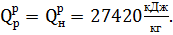 Qᵖₚ = Qᵖₙ = 27420 кДж/кг.